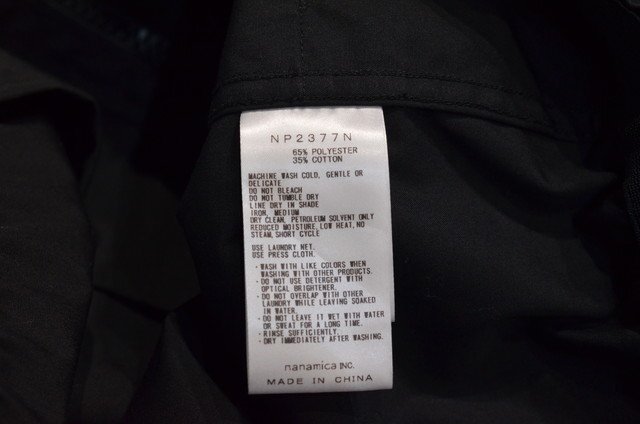 NP2377N
65% POLYESTER
35% COTTON
MACHINE WASH COLD, GENTLE OR
DELICATE
DO NOT BLEACH
DO NOT TUMBLE DRY
LINE DRY IN SHADE
IRON, MEDIUM
DRY CLEAN, PETROLEUM SOLVENT ONLY
REDUCED MOISTURE, LOW HEAT, NO
STEAM, SHORT CYCLE
USE LAUNDRY NET.
USE PRESS CLOTH.
・WASH WITH LIKE COLORS WHEN
WASHING WITH OTHER PRODUCTS.
・DO NOT USE DETERGENT WITH
OPTICAL BRIGHTENER.
・DO NOT OVERLAP WITH OTHER
LAUNDRY WHILE LEAVING SOAKED
IN WATER.
・DO NOT LEAVE IT WET WITH WATER
OR SWEAT FOR A LONG TIME.
・RINSE SUFFICIENTLY.
・DRY IMMEDIATELY AFTER WASHING.
nanamica INC.
MADE IN CHINA